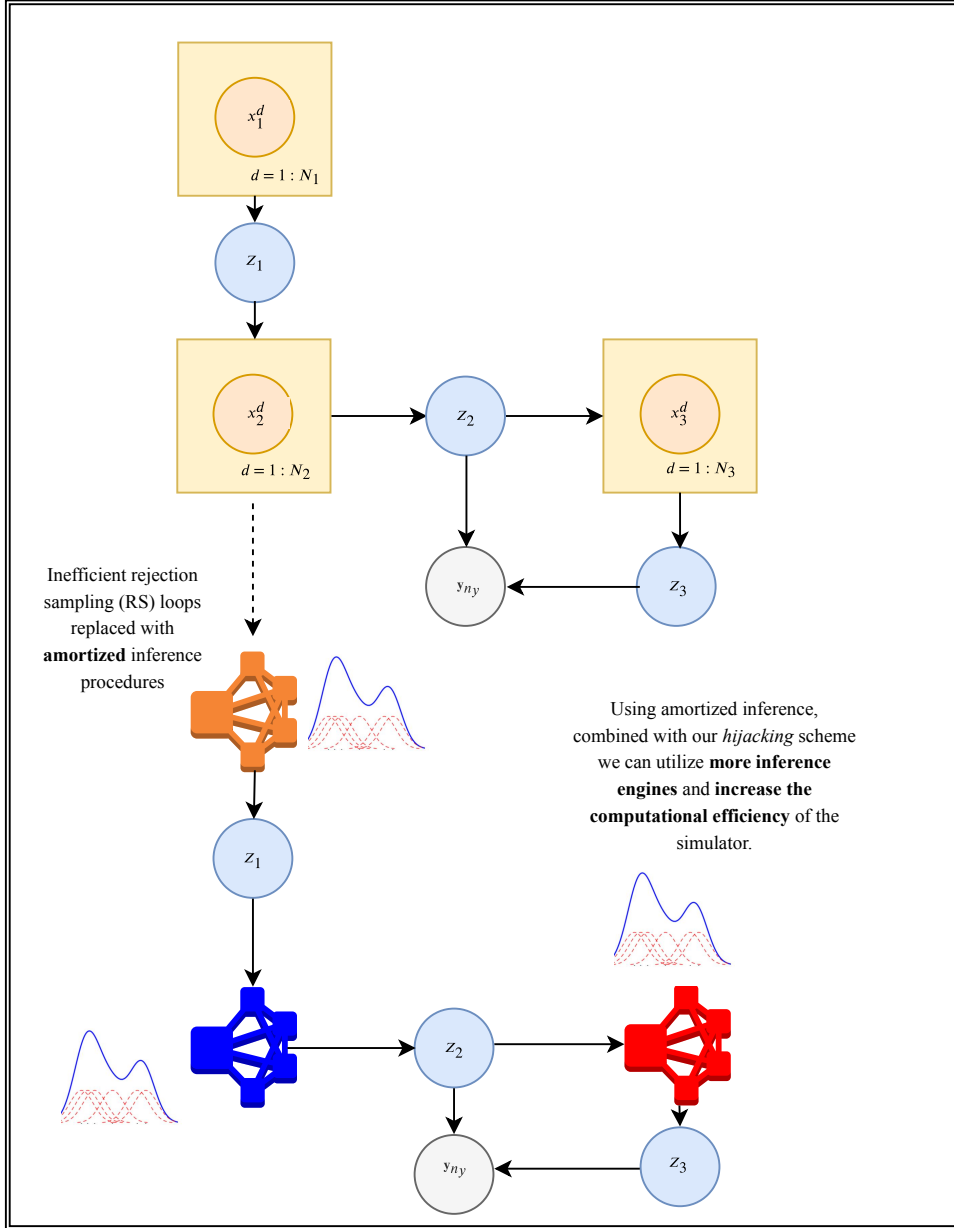 x_1^d
d = 1 : N_1
z_1
x_2^d
d = 1 : N_2
z_2
x_3^d
d = 1 : N_3
y_{n_y}
z_3
Inefficient rejection
sampling (RS) loops
replaced with
amortized inference
procedures
Using amortized inference,
combined with our hijacking scheme
we can utilize more inference
engines and increase the
computational efficiency of the
simulator.
z_1
z_2
y_{n_y}
z_3